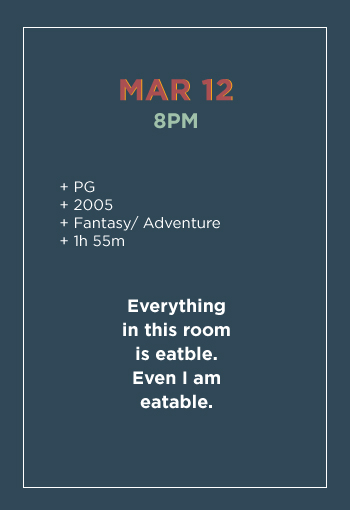 MAR 12
8PM
+ PG
+ 2005
+ Fantasy/ Adventure
+ 1h 55m
Everything
in this room
is eatble.
Even I am
eatable.